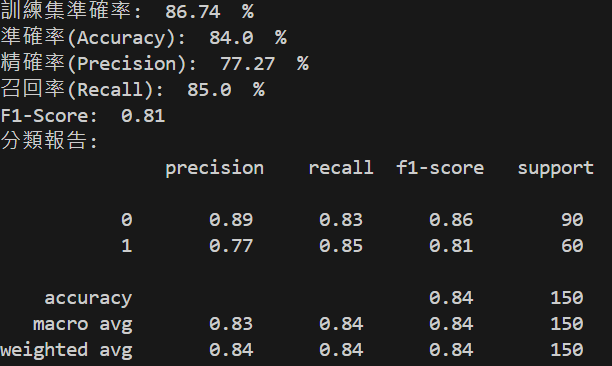 訓練集準確率:  86.74  %
準確率(Accuracy):  84.0  %
精確率(Precision):  77.27  %
召回率(Recall):  85.0  %
F1-Score:  0.81
分類報告:
              precision    recall  f1-score   support

           0       0.89      0.83      0.86        90
           1       0.77      0.85      0.81        60

    accuracy                           0.84       150
   macro avg       0.83      0.84      0.84       150
weighted avg       0.84      0.84      0.84       150